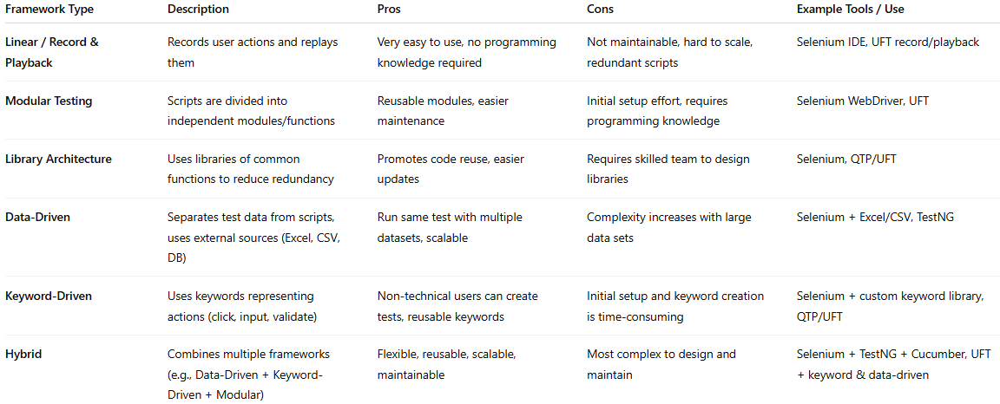 Framework Type Description Pros Cons Example Tools / Use
Linear / Record & Records user actions and replays Very easy to use, no programming Not maintainable, hard to scale, Selenium IDE, UFT record/playback
Playback them knowledge required redundant scripts
Modular Testing Scripts are divided into Reusable modules, easier Initial setup effort, requires Selenium WebDriver, UFT
independent modules/functions maintenance programming knowledge
Library Architecture Uses libraries of common Promotes code reuse, easier Requires skilled team to design Selenium, QTP/UFT
functions to reduce redundancy updates libraries
Data-Driven Separates test data from scripts, Run same test with multiple Complexity increases with large Selenium + Excel/CSV, TestNG
uses external sources (Excel, CSV, datasets, scalable data sets
DB)
Keyword-Driven Uses keywords representing Non-technical users can create Initial setup and keyword creation Selenium + custom keyword library,
actions (click, input, validate) tests, reusable keywords is time-consuming QTP/UFT
Hybrid Combines multiple frameworks Flexible, reusable, scalable, Most complex to design and Selenium + TestNG + Cucumber, UFT
(e.g., Data-Driven + Keyword- maintainable maintain + keyword & data-driven
Driven + Modular)